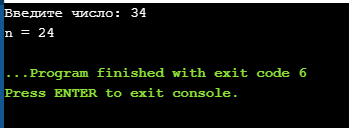 Введите число: 34
n = 24
...Program finished with exit code 6
Press ENTER to exit console.